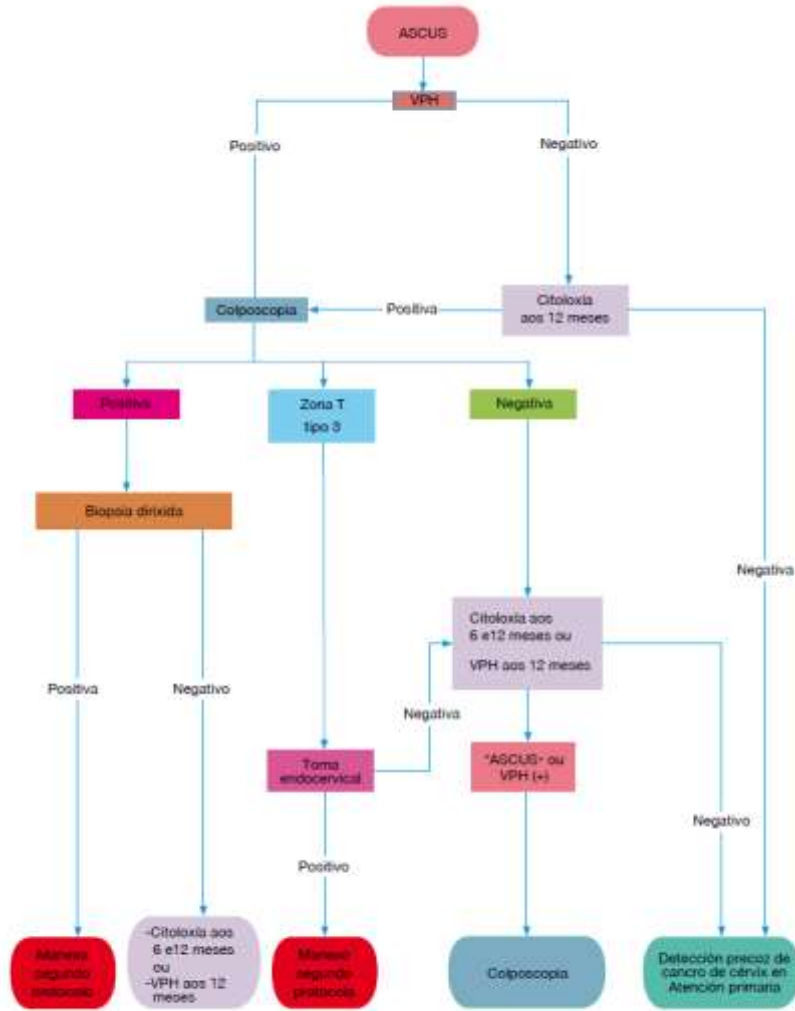 ASCUS
VPH
Positivo
Negativo
Colposcopia
Positiva
Citoloxía
aos 12 meses
Positiva
Zona T
tipo 3
Negativa
Biopsia dirixida
Negativa
Citoloxía aos
6 e12 meses ou
VPH aos 12 meses
Positiva
Negativo
Negativa
Toma
endocervical
"ASCUS- ou
VPH (+)
Negativo
Positivo
Manexo
segundo
protocolo
-Citoloxía aos
6 e12 meses
ou
-VPH aos 12
meses
Manexo
segundo
protocolo
Colposcopia
Detección precoz de
cancro de cérvix en
Atención primaria